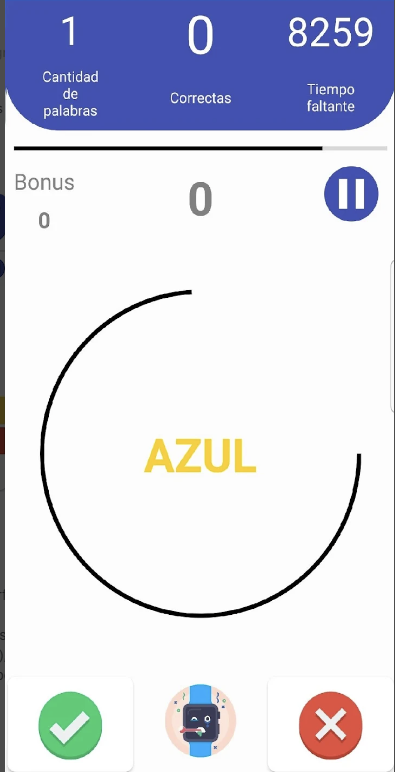 1
0
8259
Cantidad
de
palabras
Correctas
Tiempo
faltante
Bonus
0
0
AZUL